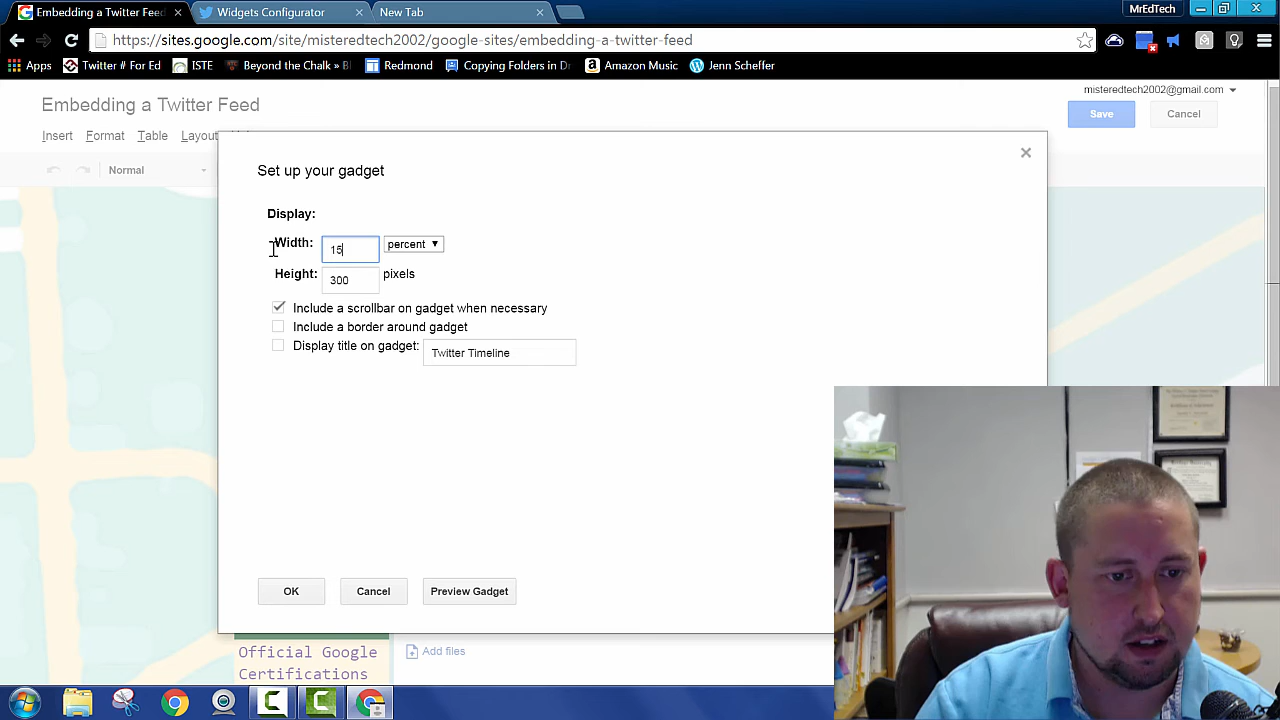 Embedding a Twitter Feed
Widgets Configurator
New Tab
MrEdTech
https://sites.google.com/site/misteredtech2002/google-sites/embedding-a-twitter-feed
Apps
Twitter # For Ed
ISTE
Beyond the Chalk » Bl
Redmond
Copying Folders in Dr
Amazon Music
Jenn Scheffer
misteredtech2002@gmail.com
Embedding a Twitter Feed
Save
Cancel
Insert
Format
Table
Layout
Normal
Set up your gadget
Display:
Width:
15
percent
Height:
300
pixels
Include a scrollbar on gadget when necessary
Include a border around gadget
Display title on gadget:
Twitter Timeline
OK
Cancel
Preview Gadget
Official Google
Certifications
Add files